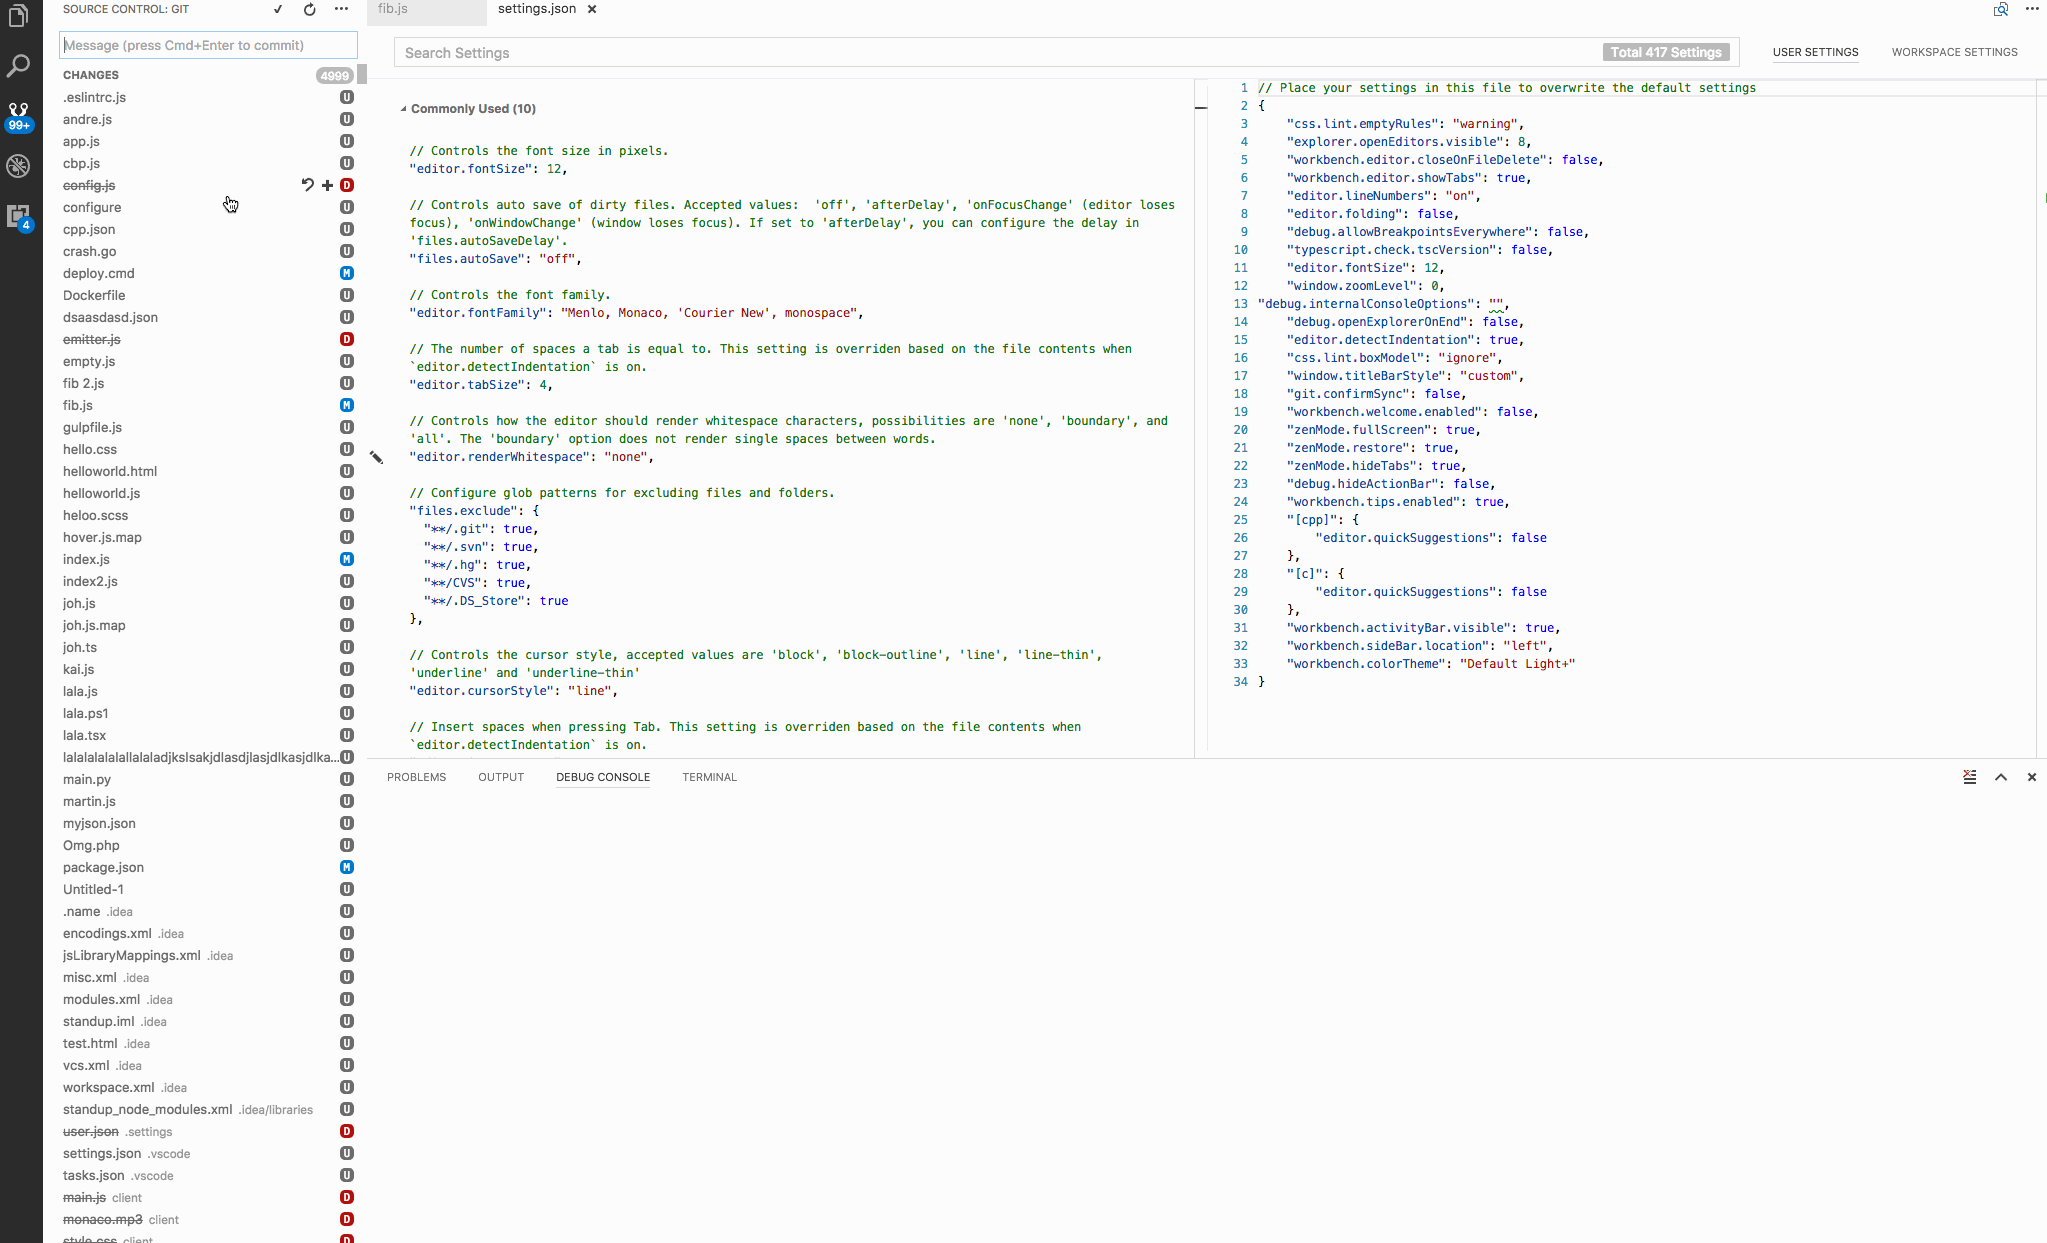 SOURCE CONTROL: GIT
Message (press Cmd+Enter to commit)
CHANGES 4999
.eslintrc.js U
andre.js U
app.js U
cbp.js U
config.js D
configure U
cpp.json U
crash.go U
deploy.cmd M
Dockerfile U
dsaasdasd.json U
emitter.js D
empty.js U
fib 2.js U
fib.js M
gulpfile.js U
hello.css U
helloworld.html U
helloworld.js U
heloo.scss U
hover.js.map U
index.js M
index2.js U
joh.js U
joh.js.map U
joh.ts U
kai.js U
lala.js U
lala.ps1 U
lala.tsx U
lalalalalalallalaladjkslsakjdlasdjlasjdlkasjdlka... U
main.py U
martin.js U
myjson.json U
Omg.php U
package.json M
Untitled-1 U
.name .idea U
encodings.xml .idea U
jsLibraryMappings.xml .idea U
misc.xml .idea U
modules.xml .idea U
standup.iml .idea U
test.html .idea U
vcs.xml .idea U
workspace.xml .idea U
standup_node_modules.xml .idea/libraries U
user.json .settings D
settings.json .vscode U
tasks.json .vscode U
main.js client D
monaco.mp3 client D
style.css client D
99+
4
fib.js
settings.json
Search Settings
Total 417 Settings
USER SETTINGS
WORKSPACE SETTINGS
Commonly Used (10)
// Controls the font size in pixels.
"editor.fontSize": 12,
// Controls auto save of dirty files. Accepted values:  'off', 'afterDelay', 'onFocusChange' (editor loses
focus), 'onWindowChange' (window loses focus). If set to 'afterDelay', you can configure the delay in
'files.autoSaveDelay'.
"files.autoSave": "off",
// Controls the font family.
"editor.fontFamily": "Menlo, Monaco, 'Courier New', monospace",
// The number of spaces a tab is equal to. This setting is overriden based on the file contents when
`editor.detectIndentation` is on.
"editor.tabSize": 4,
// Controls how the editor should render whitespace characters, possibilities are 'none', 'boundary', and
'all'. The 'boundary' option does not render single spaces between words.
"editor.renderWhitespace": "none",
// Configure glob patterns for excluding files and folders.
"files.exclude": {
"**/.git": true,
"**/.svn": true,
"**/.hg": true,
"**/CVS": true,
"**/.DS_Store": true
},
// Controls the cursor style, accepted values are 'block', 'block-outline', 'line', 'line-thin',
'underline' and 'underline-thin'
"editor.cursorStyle": "line",
// Insert spaces when pressing Tab. This setting is overriden based on the file contents when
`editor.detectIndentation` is on.
1 // Place your settings in this file to overwrite the default settings
2 {
3 "css.lint.emptyRules": "warning",
4 "explorer.openEditors.visible": 8,
5 "workbench.editor.closeOnFileDelete": false,
6 "workbench.editor.showTabs": true,
7 "editor.lineNumbers": "on",
8 "editor.folding": false,
9 "debug.allowBreakpointsEverywhere": false,
10 "typescript.check.tscVersion": false,
11 "editor.fontSize": 12,
12 "window.zoomLevel": 0,
13 "debug.internalConsoleOptions": "",
14 "debug.openExplorerOnEnd": false,
15 "editor.detectIndentation": true,
16 "css.lint.boxModel": "ignore",
17 "window.titleBarStyle": "custom",
18 "git.confirmSync": false,
19 "workbench.welcome.enabled": false,
20 "zenMode.fullScreen": true,
21 "zenMode.restore": true,
22 "zenMode.hideTabs": true,
23 "debug.hideActionBar": false,
24 "workbench.tips.enabled": true,
25 "[cpp]": {
26 "editor.quickSuggestions": false
27 },
28 "[c]": {
29 "editor.quickSuggestions": false
30 },
31 "workbench.activityBar.visible": true,
32 "workbench.sideBar.location": "left",
33 "workbench.colorTheme": "Default Light+"
34 }
PROBLEMS
OUTPUT
DEBUG CONSOLE
TERMINAL